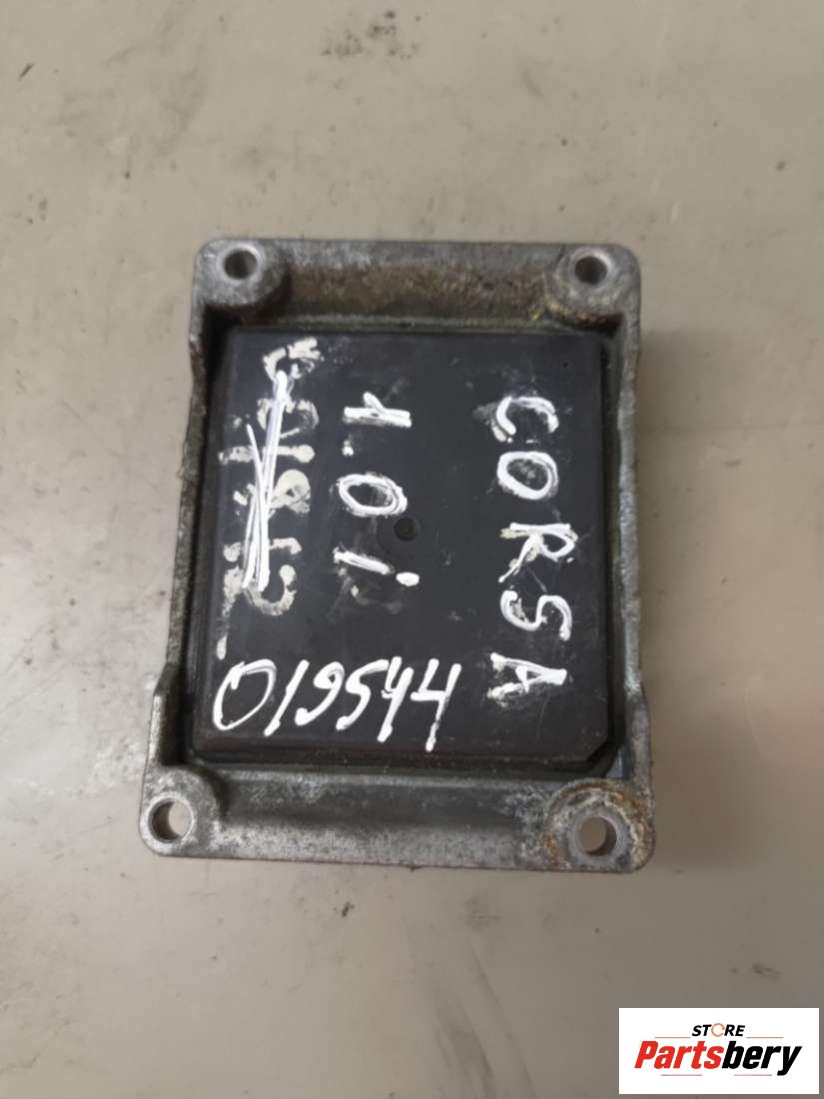 CORSA
1.0i
019544
STORE
Partsbery